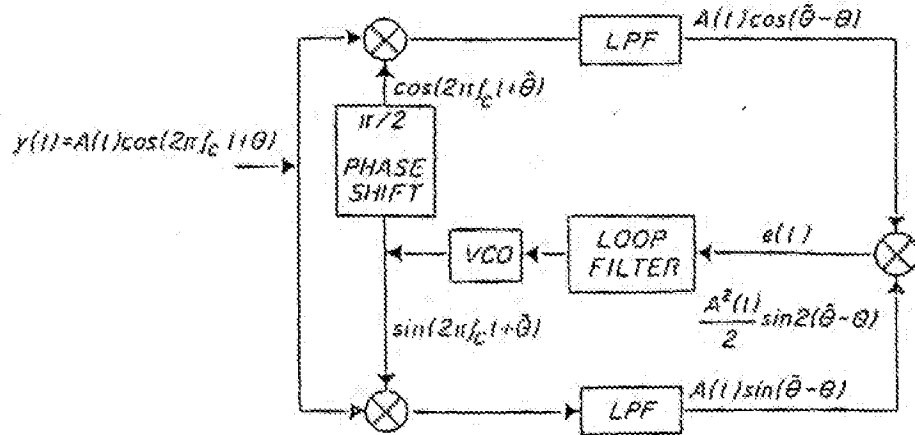 LPF
A(t)cos(θ̃-θ)
cos(2πf_c t+θ̂)
π/2
PHASE
SHIFT
y(t)=A(t)cos(2πf_c t+θ)
VCO
LOOP
FILTER
e(t)
A²(t)/2 sin2(θ̂-θ)
sin(2πf_c t+θ̂)
LPF
A(t)sin(θ̃-θ)